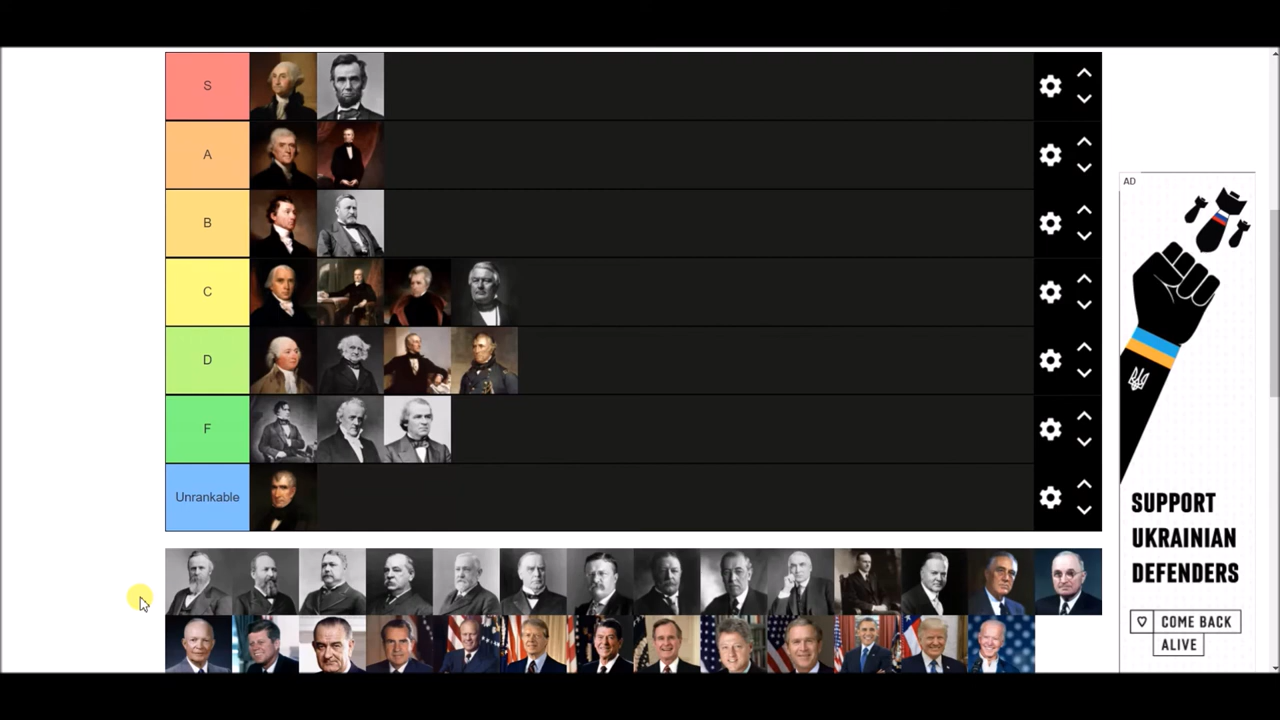 S
A
B
C
D
F
Unrankable
AD
SUPPORT
UKRAINIAN
DEFENDERS
COME BACK
ALIVE